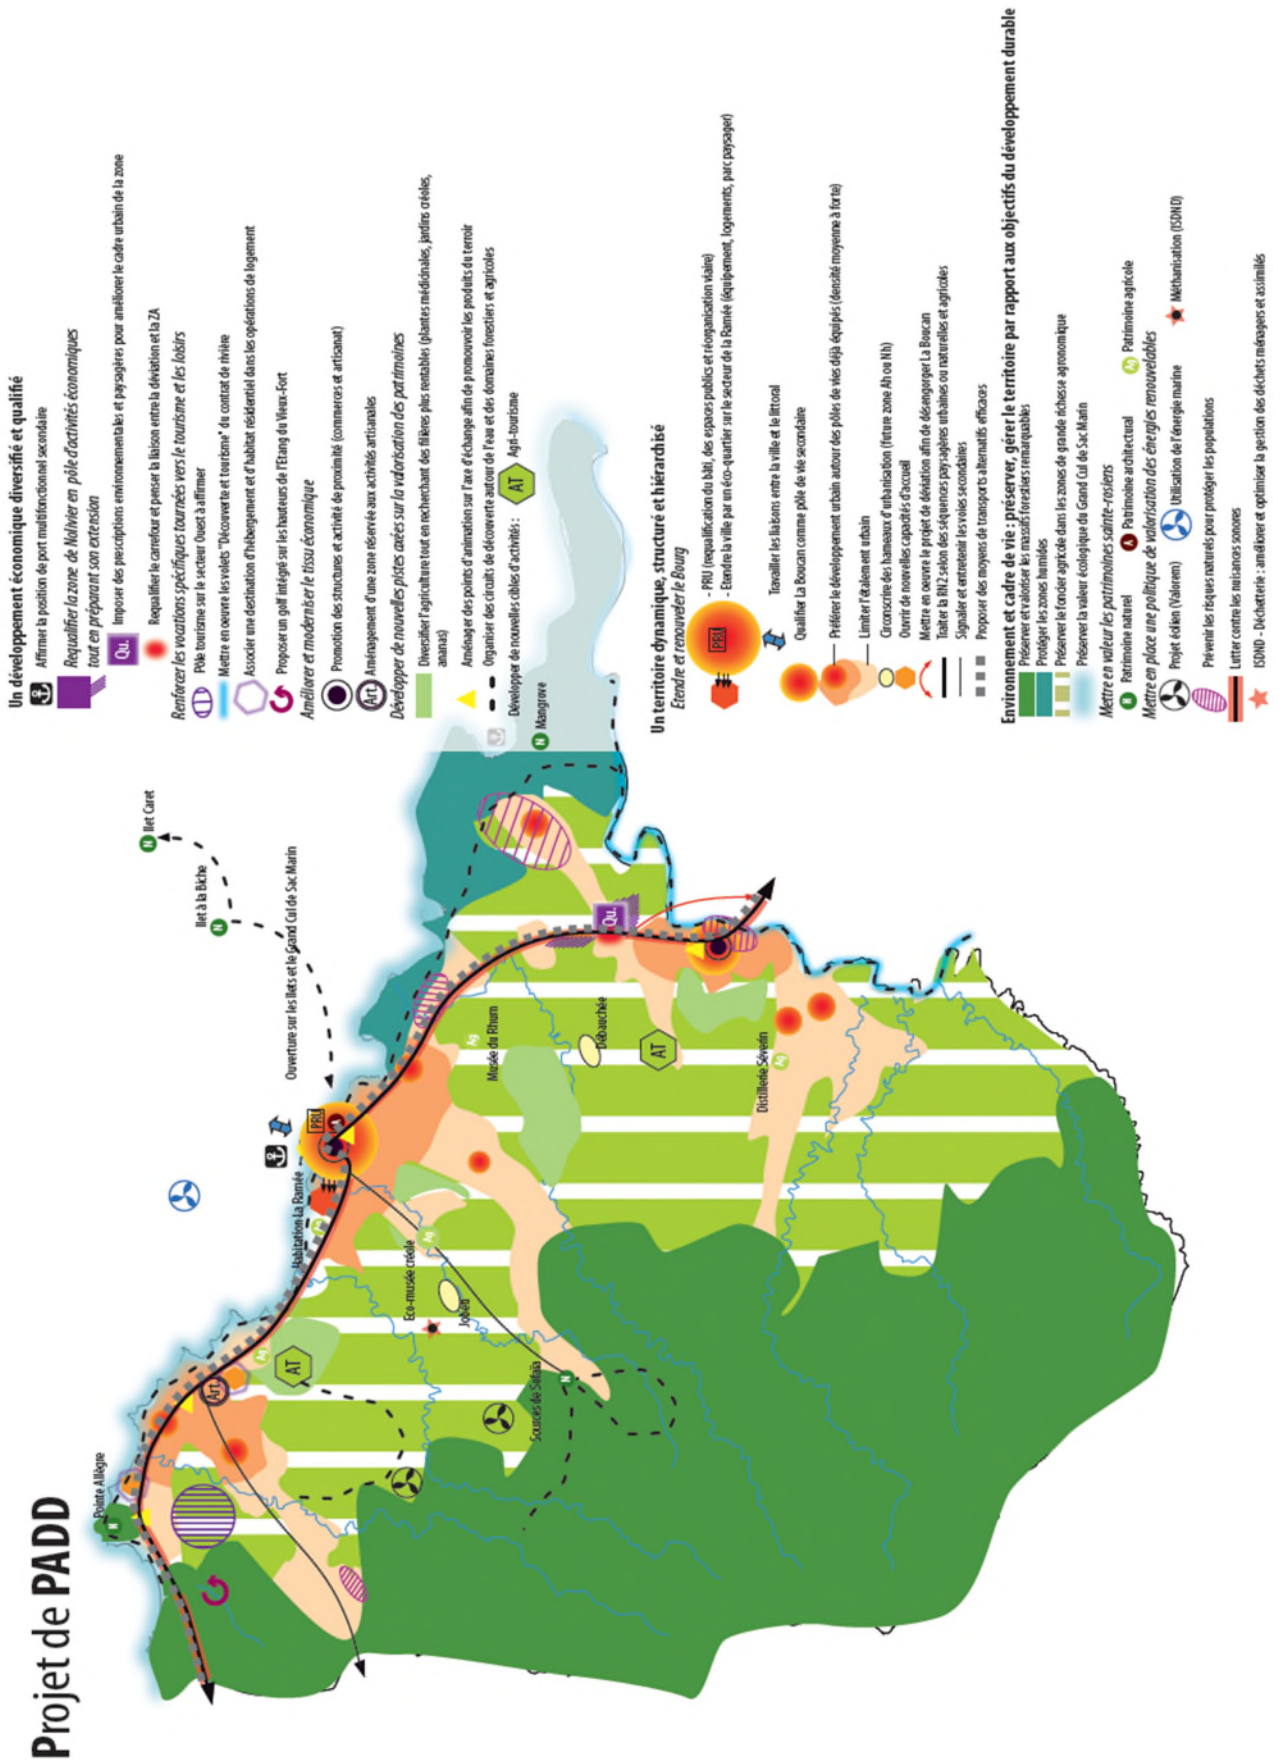 Projet de PADD
Un développement économique diversifié et qualifié
Affirmer la position de port multifonctionnel secondaire
Requalifier la zone de Nolivier en pôle d'activités économiques
tout en préparant son extension
Qu.
Imposer des prescriptions environnementales et paysagères pour améliorer le cadre urbain de la zone
Requalifier le carrefour et penser la liaison entre la déviation et la ZA
Renforcer les vocations spécifiques tournées vers le tourisme et les loisirs
Pôle tourisme sur le secteur Ouest à affirmer
Mettre en oeuvre les volets "Découverte et tourisme" du contrat de rivière
Associer une destination d'hébergement et d'habitat résidentiel dans les opérations de logement
Proposer un golf intégré sur les hauteurs de l'Etang du Vieux-Fort
Améliorer et moderniser le tissu économique
Promotion des structures et activité de proximité (commerces et artisanat)
Art.
Aménagement d'une zone réservée aux activités artisanales
Développer de nouvelles pistes axées sur la valorisation des patrimoines
Diversifier l'agriculture tout en recherchant des filières plus rentables (plantes médicinales, jardins créoles,
ananas)
Aménager des points d'animation sur l'axe d'échange afin de promouvoir les produits du terroir
Organiser des circuits de découverte autour de l'eau et des domaines forestiers et agricoles
Développer de nouvelles cibles d'activités :
AT
Agri-tourisme
Un territoire dynamique, structuré et hiérarchisé
Etendre et renouveler le Bourg
PRU
- PRU (requalification du bâti, des espaces publics et réorganisation viaire)
- Etendre la ville par un éco-quartier sur le secteur de la Ramée (équipement, logements, parc paysager)
Travailler les liaisons entre la ville et le littoral
Qualifier La Boucan comme pôle de vie secondaire
Préférer le développement urbain autour des pôles de vies déjà équipés (densité moyenne à forte)
Limiter l'étalement urbain
Circonscrire des hameaux d'urbanisation (future zone Ah ou Nh)
Ouvrir de nouvelles capacités d'accueil
Mettre en oeuvre le projet de déviation afin de désengorger La Boucan
Traiter la RN2 selon des séquences paysagères urbaines ou naturelles et agricoles
Signaler et entretenir les voies secondaires
Proposer des moyens de transports alternatifs efficaces
Environnement et cadre de vie : préserver, gérer le territoire par rapport aux objectifs du développement durable
Préserver et valoriser les massifs forestiers remarquables
Protéger les zones humides
Préserver le foncier agricole dans les zones de grande richesse agronomique
Préserver la valeur écologique du Grand Cul de Sac Marin
Mettre en valeur les patrimoines sainte-rosiens
N Patrimoine naturel
A Patrimoine architectural
Ag Patrimoine agricole
Mettre en place une politique de valorisation des énergies renouvelables
Projet éolien (Valorem)
Utilisation de l'énergie marine
Méthanisation (ISDND)
Prévenir les risques naturels pour protéger les populations
Lutter contre les nuisances sonores
ISDND - Déchetterie : améliorer et optimiser la gestion des déchets ménagers et assimilés
N Ilet Caret
Ilet à la Biche
N
Ouverture sur les Ilets et le Grand Cul de Sac Marin
N Mangrove
Pointe Allègre
N
Art.
Ag
AT
Habitation La Ramée
PRU
A
Eco-musée créole
Ag
Jobeti
Sources de Sofaïa
N
Musée du Rhum
Ag
Débauchée
AT
Distillerie Séverin
Ag
Qu.